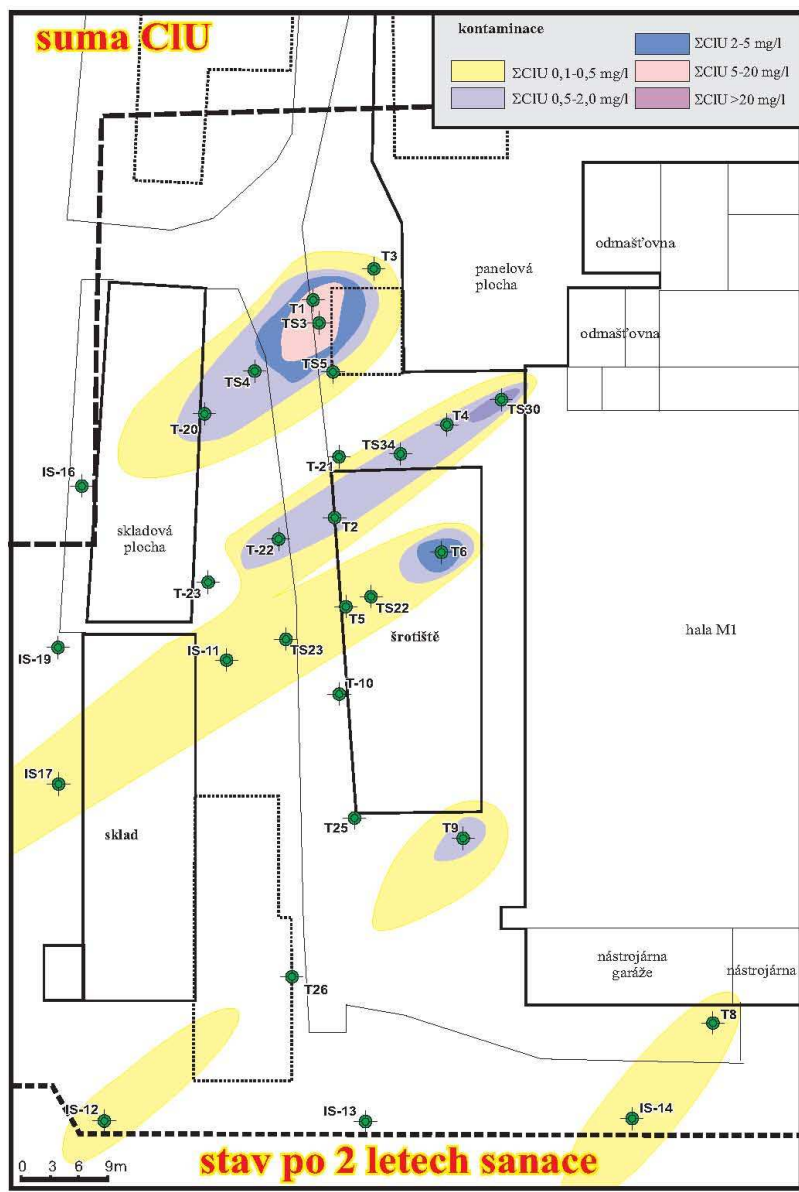 suma ClU
kontaminace
ΣClU 0,1-0,5 mg/l
ΣClU 0,5-2,0 mg/l
ΣClU 2-5 mg/l
ΣClU 5-20 mg/l
ΣClU >20 mg/l
odmašťovna
panelová
plocha
odmašťovna
T3
T1
TS3
TS4
TS5
T-20
TS30
T4
TS34
T-21
IS-16
skladová
plocha
T2
T-22
T6
T-23
TS22
T5
šrotiště
hala M1
TS23
IS-11
IS-19
T-10
IS17
sklad
T25
T9
nástrojárna
garáže
nástrojárna
T26
T8
IS-12
IS-13
IS-14
0 3 6 9m
stav po 2 letech sanace